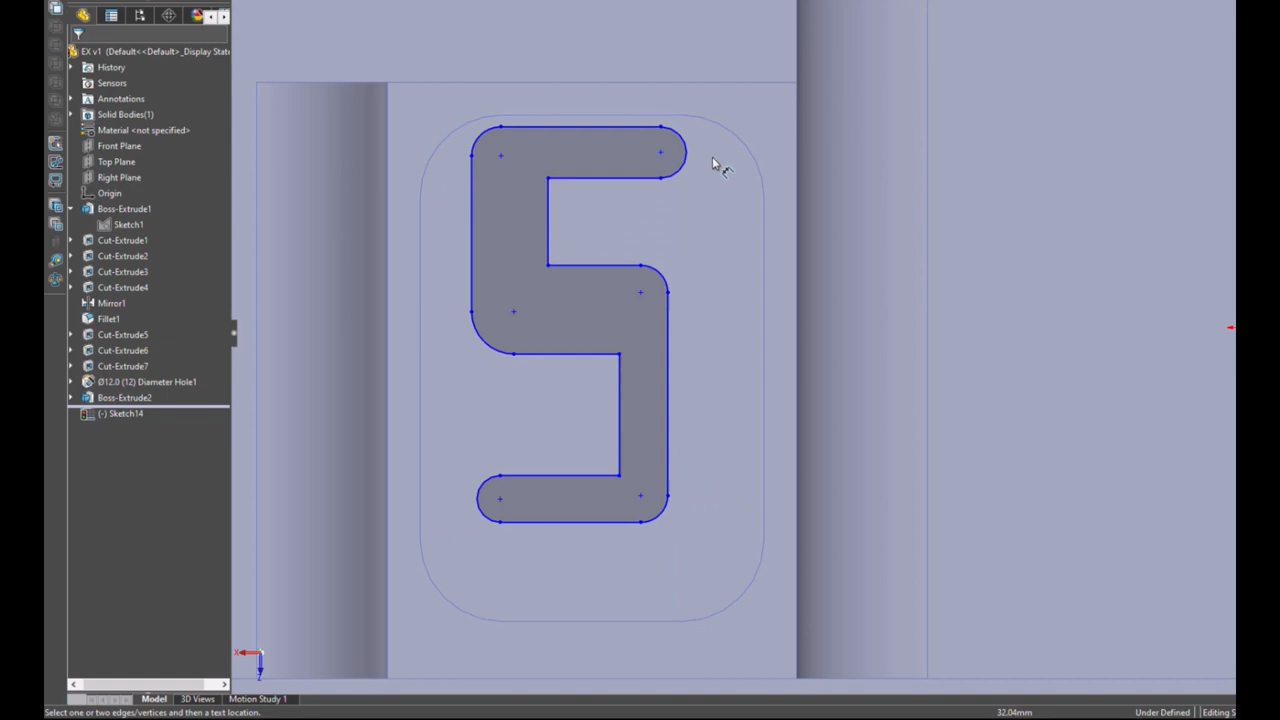 EX v1 (Default<<Default>_Display State
History
Sensors
Annotations
Solid Bodies(1)
Material <not specified>
Front Plane
Top Plane
Right Plane
Origin
Boss-Extrude1
Sketch1
Cut-Extrude1
Cut-Extrude2
Cut-Extrude3
Cut-Extrude4
Mirror1
Fillet1
Cut-Extrude5
Cut-Extrude6
Cut-Extrude7
Ø12.0 (12) Diameter Hole1
Boss-Extrude2
(-) Sketch14
5
X
Z
Model 3D Views Motion Study 1
Select one or two edges/vertices and then a text location. 32.04mm Under Defined Editing S